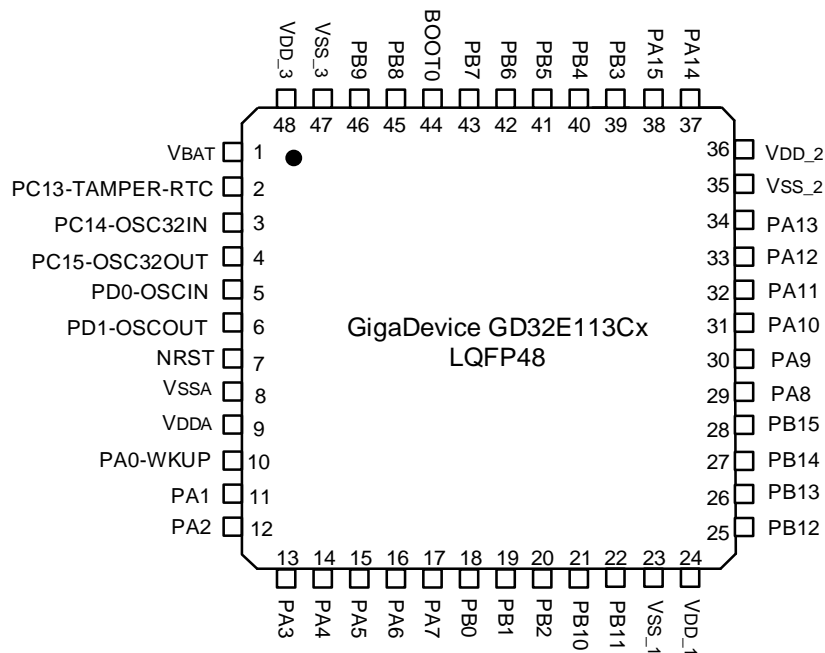 VDD_3 VSS_3 PB9 PB8 BOOT0 PB7 PB6 PB5 PB4 PB3 PA15 PA14
48 47 46 45 44 43 42 41 40 39 38 37
VBAT 1
PC13-TAMPER-RTC 2
PC14-OSC32IN 3
PC15-OSC32OUT 4
PD0-OSCIN 5
PD1-OSCOUT 6
NRST 7
VSSA 8
VDDA 9
PA0-WKUP 10
PA1 11
PA2 12
GigaDevice GD32E113Cx
LQFP48
36 VDD_2
35 VSS_2
34 PA13
33 PA12
32 PA11
31 PA10
30 PA9
29 PA8
28 PB15
27 PB14
26 PB13
25 PB12
13 14 15 16 17 18 19 20 21 22 23 24
PA3 PA4 PA5 PA6 PA7 PB0 PB1 PB2 PB10 PB11 VSS_1 VDD_1